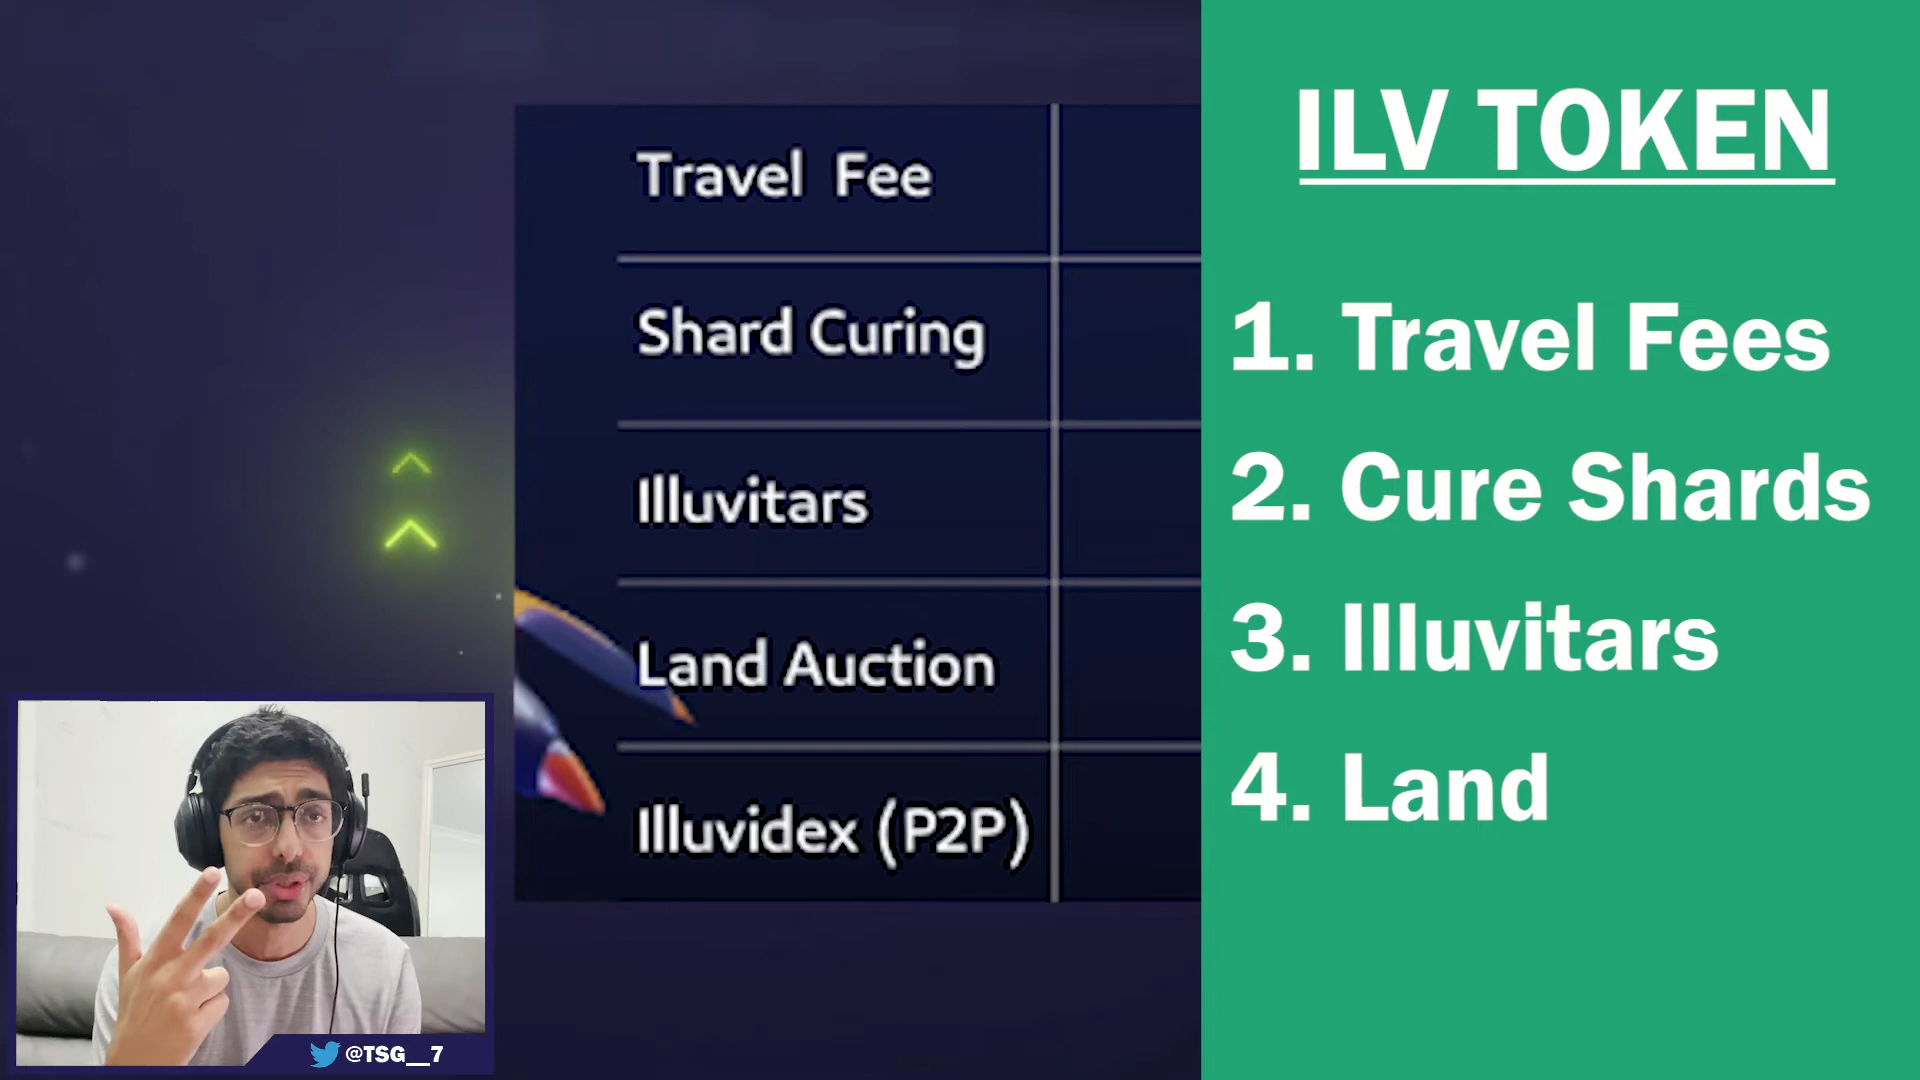 Travel Fee
Shard Curing
Illuvitars
Land Auction
Illuvidex (P2P)
ILV TOKEN
1. Travel Fees
2. Cure Shards
3. Illuvitars
4. Land
@TSG__7